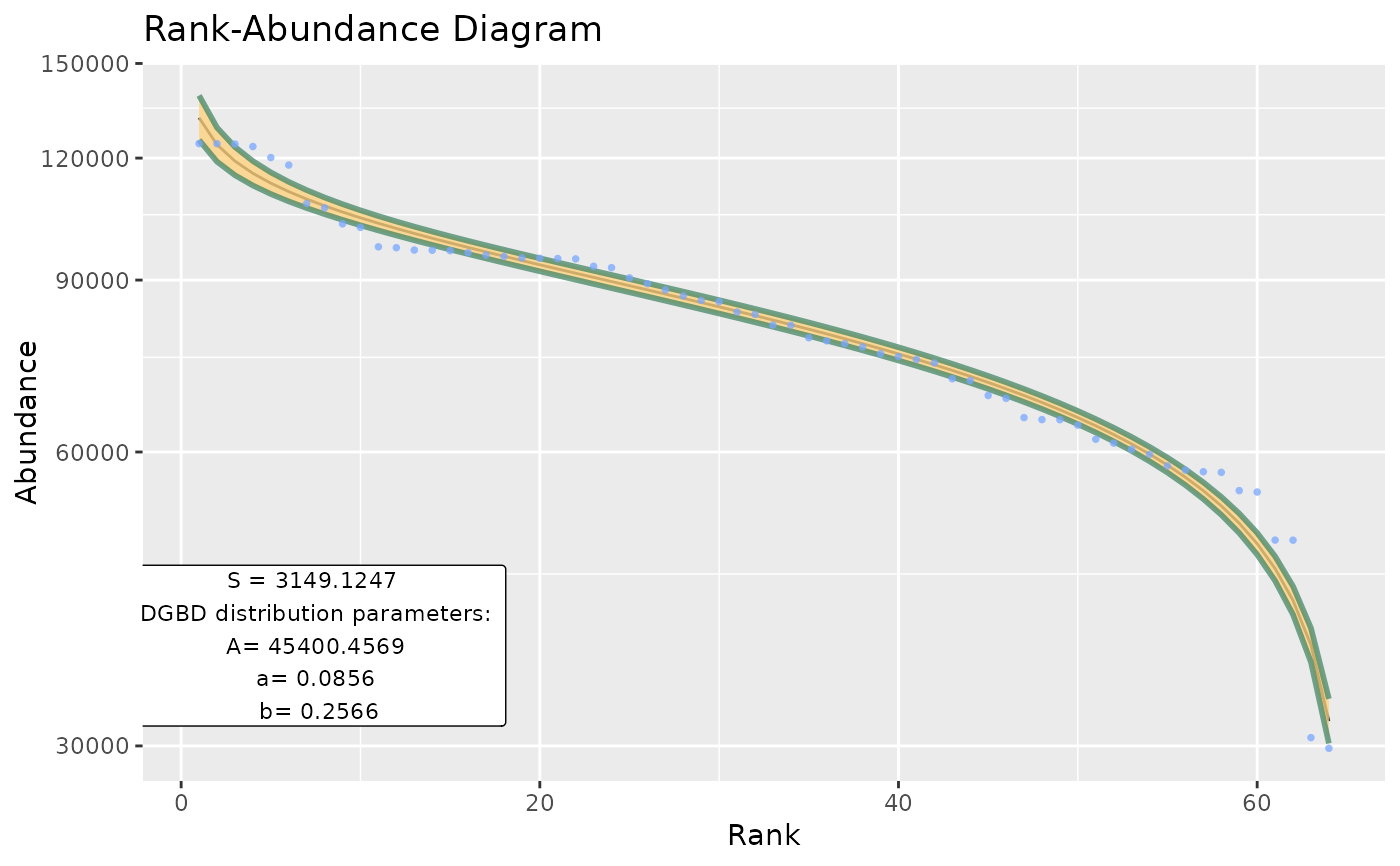 Rank-Abundance Diagram
150000
120000
90000
60000
30000
Abundance
S = 3149.1247
DGBD distribution parameters:
A= 45400.4569
a= 0.0856
b= 0.2566
0
20
40
60
Rank